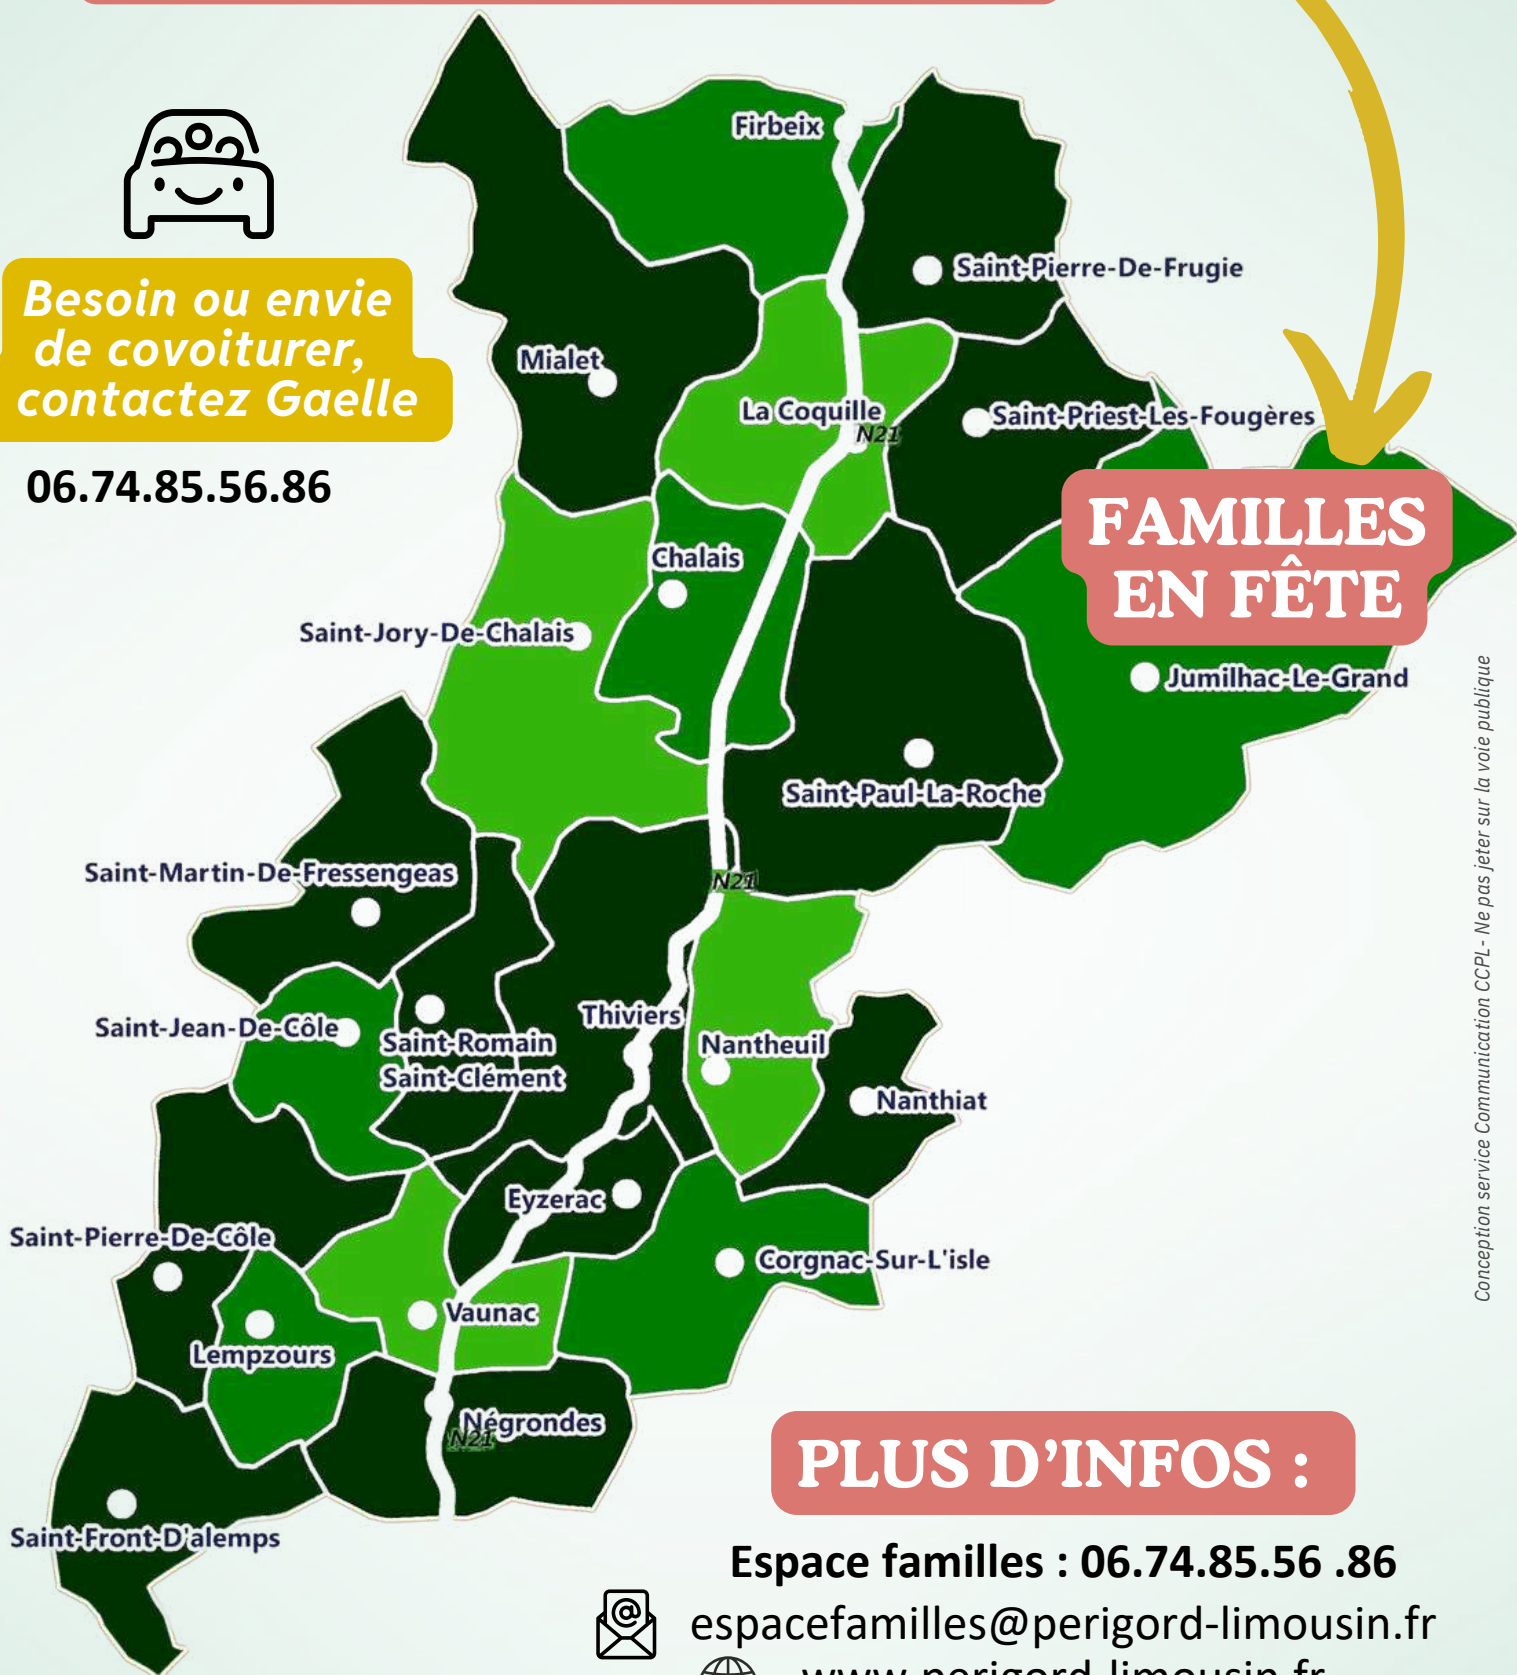 Firbeix
Saint-Pierre-De-Frugie
Besoin ou envie
de covoiturer,
contactez Gaelle
06.74.85.56.86
Mialet
La Coquille
N21
Saint-Priest-Les-Fougères
FAMILLES
EN FÊTE
Chalais
Saint-Jory-De-Chalais
Jumilhac-Le-Grand
Saint-Paul-La-Roche
Saint-Martin-De-Fressengeas
N21
Thiviers
Saint-Jean-De-Côle
Saint-Romain
Saint-Clément
Nantheuil
Nanthiat
Eyzerac
Saint-Pierre-De-Côle
Corgnac-Sur-L'isle
Vaunac
Lempzours
Négrondes
N21
Saint-Front-D'alemps
Conception service Communication CCPL - Ne pas jeter sur la voie publique
PLUS D’INFOS :
Espace familles : 06.74.85.56 .86
espacefamilles@perigord-limousin.fr
www.perigord-limousin.fr